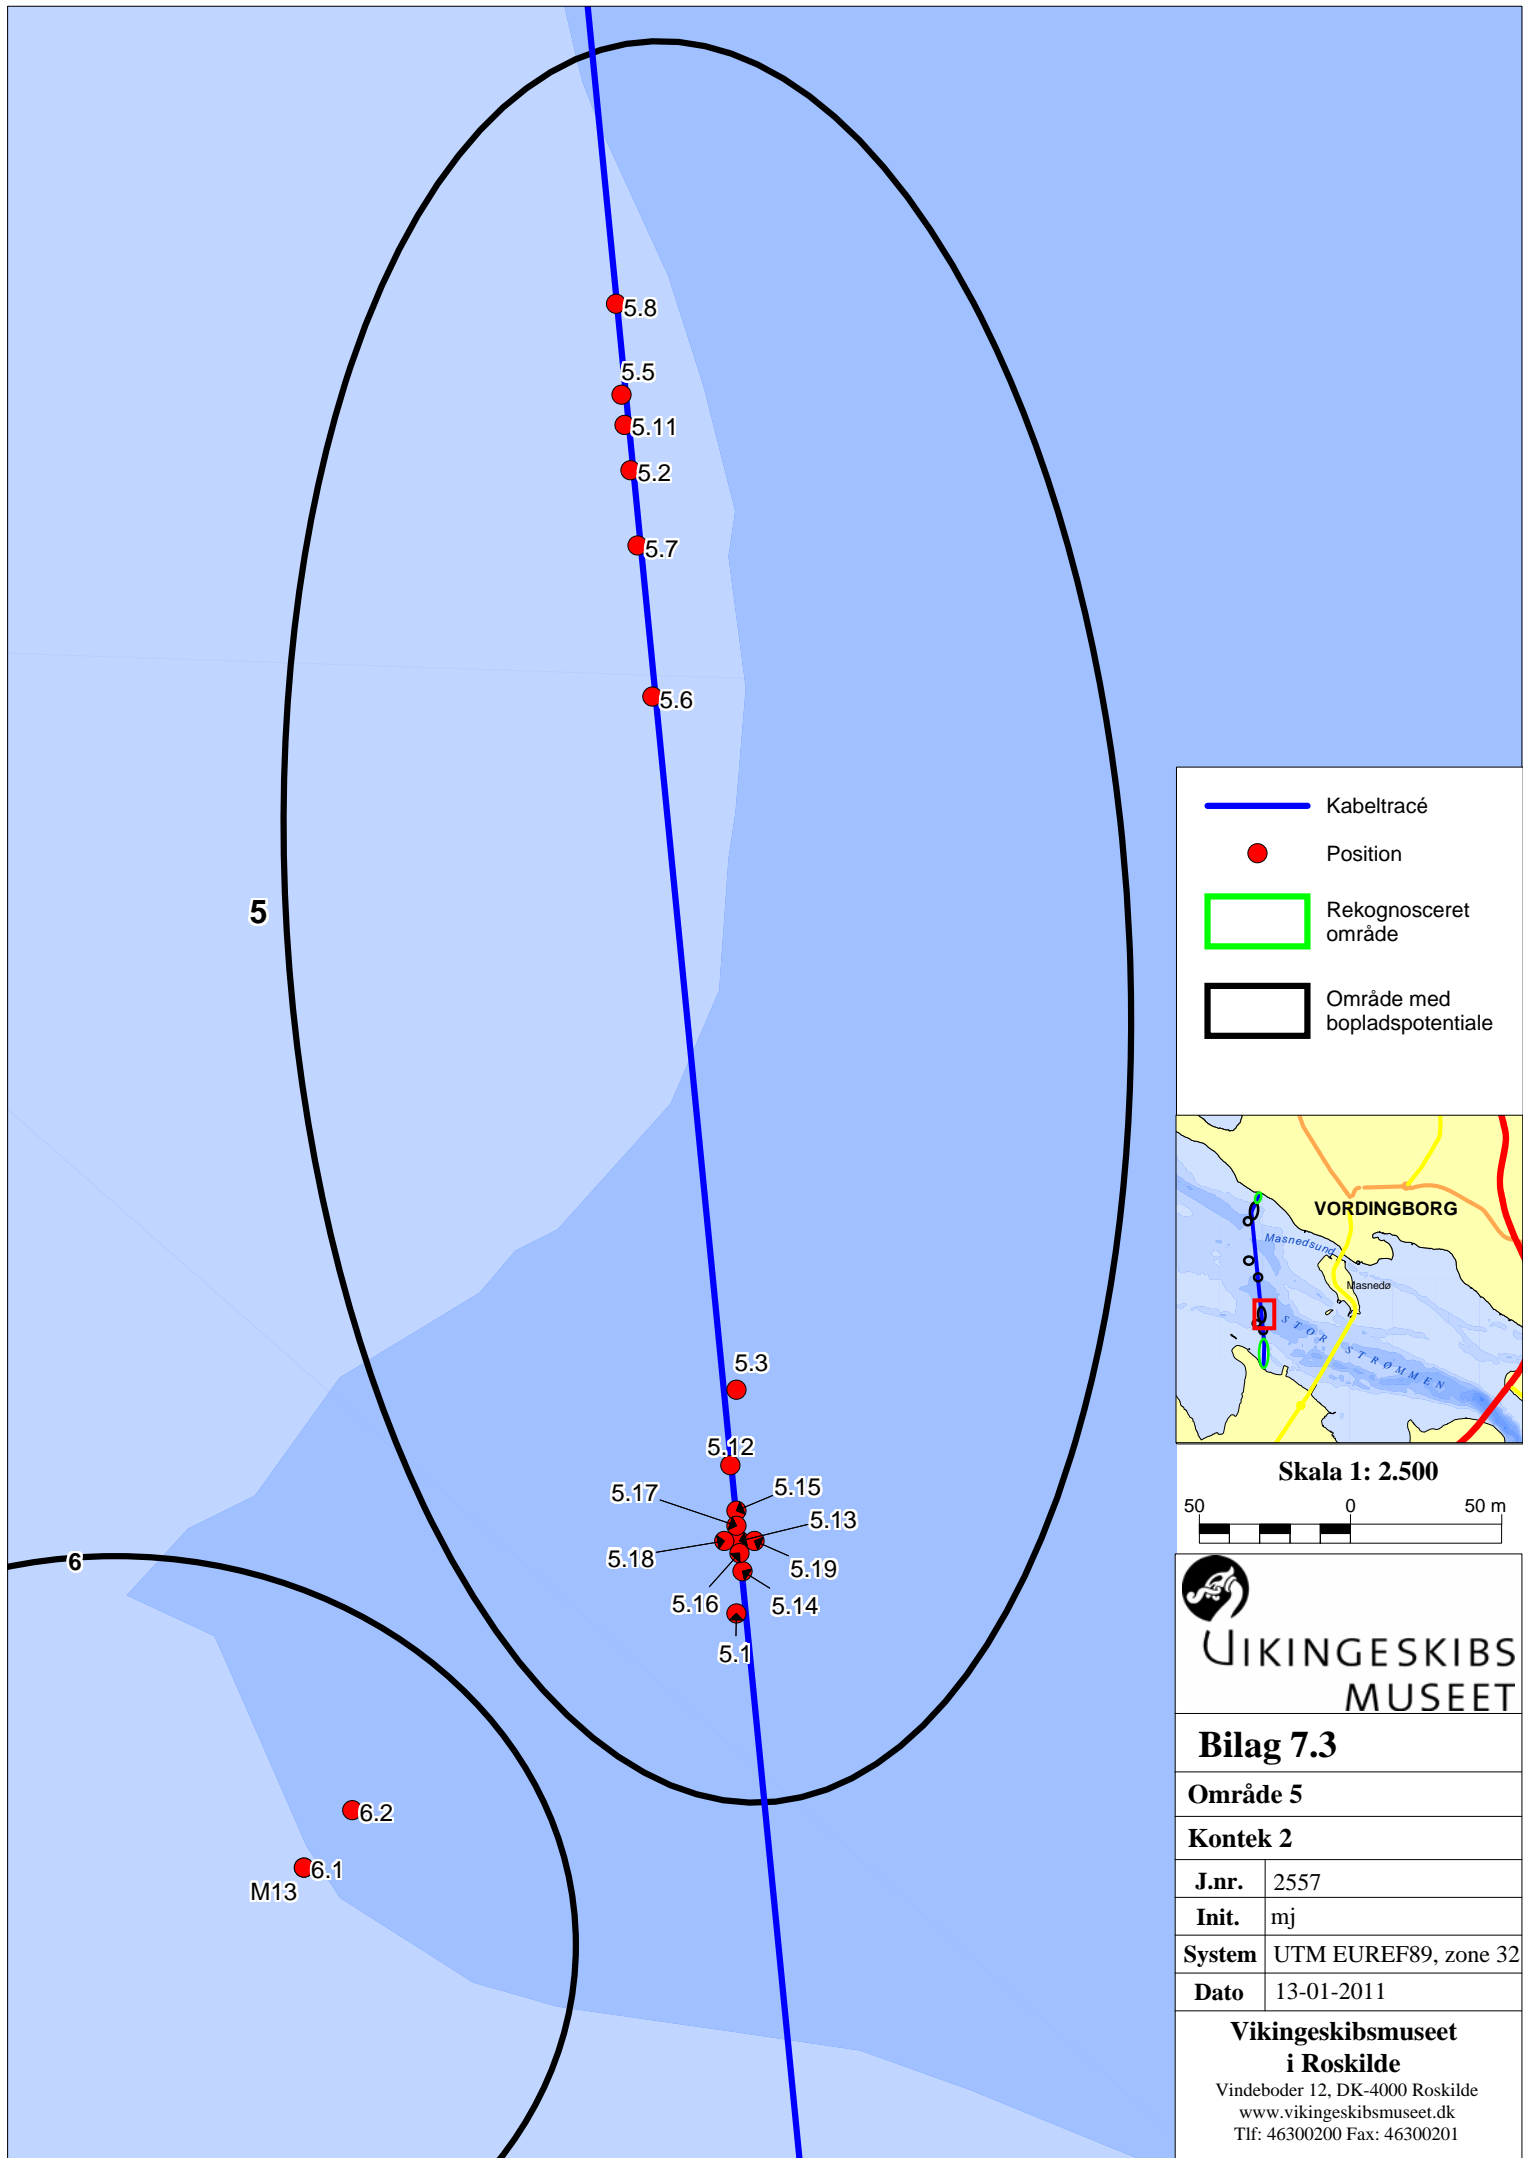 5.8
5.5
5.11
5.2
5.7
5.6
5
5.3
5.12
5.15
5.17
5.13
5.18
5.19
5.16
5.14
5.1
6
6.2
6.1
M13
Kabeltracé
Position
Rekognosceret
område
Område med
bopladspotentiale
VORDINGBORG
Masnedsund
Masnedø
STOR STRØMMEN
Skala 1: 2.500
50 0 50 m
VIKINGESKIBS
MUSEET
Bilag 7.3
Område 5
Kontek 2
J.nr. 2557
Init. mj
System UTM EUREF89, zone 32
Dato 13-01-2011
Vikingeskibsmuseet
i Roskilde
Vindeboder 12, DK-4000 Roskilde
www.vikingeskibsmuseet.dk
Tlf: 46300200 Fax: 46300201